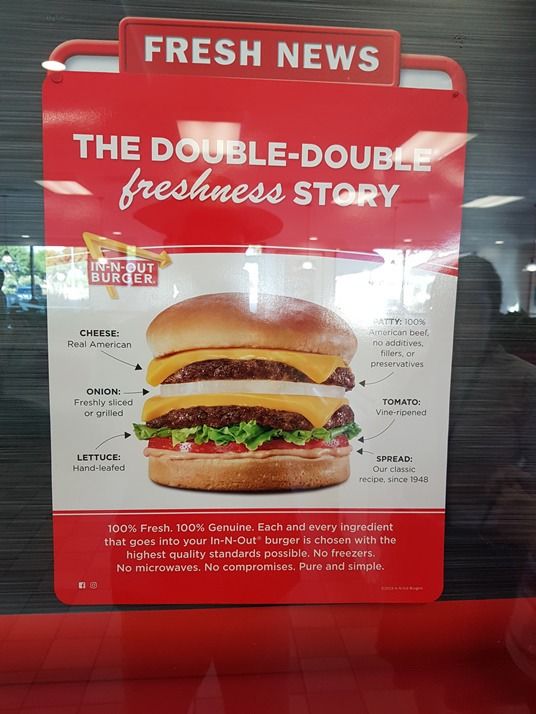 FRESH NEWS
THE DOUBLE-DOUBLE®
freshness STORY
IN-N-OUT
BURGER.
CHEESE:
Real American
ONION:
Freshly sliced
or grilled
LETTUCE:
Hand-leafed
PATTY: 100%
American beef,
no additives,
fillers, or
preservatives
TOMATO:
Vine-ripened
SPREAD:
Our classic
recipe, since 1948
100% Fresh. 100% Genuine. Each and every ingredient
that goes into your In-N-Out® burger is chosen with the
highest quality standards possible. No freezers.
No microwaves. No compromises. Pure and simple.